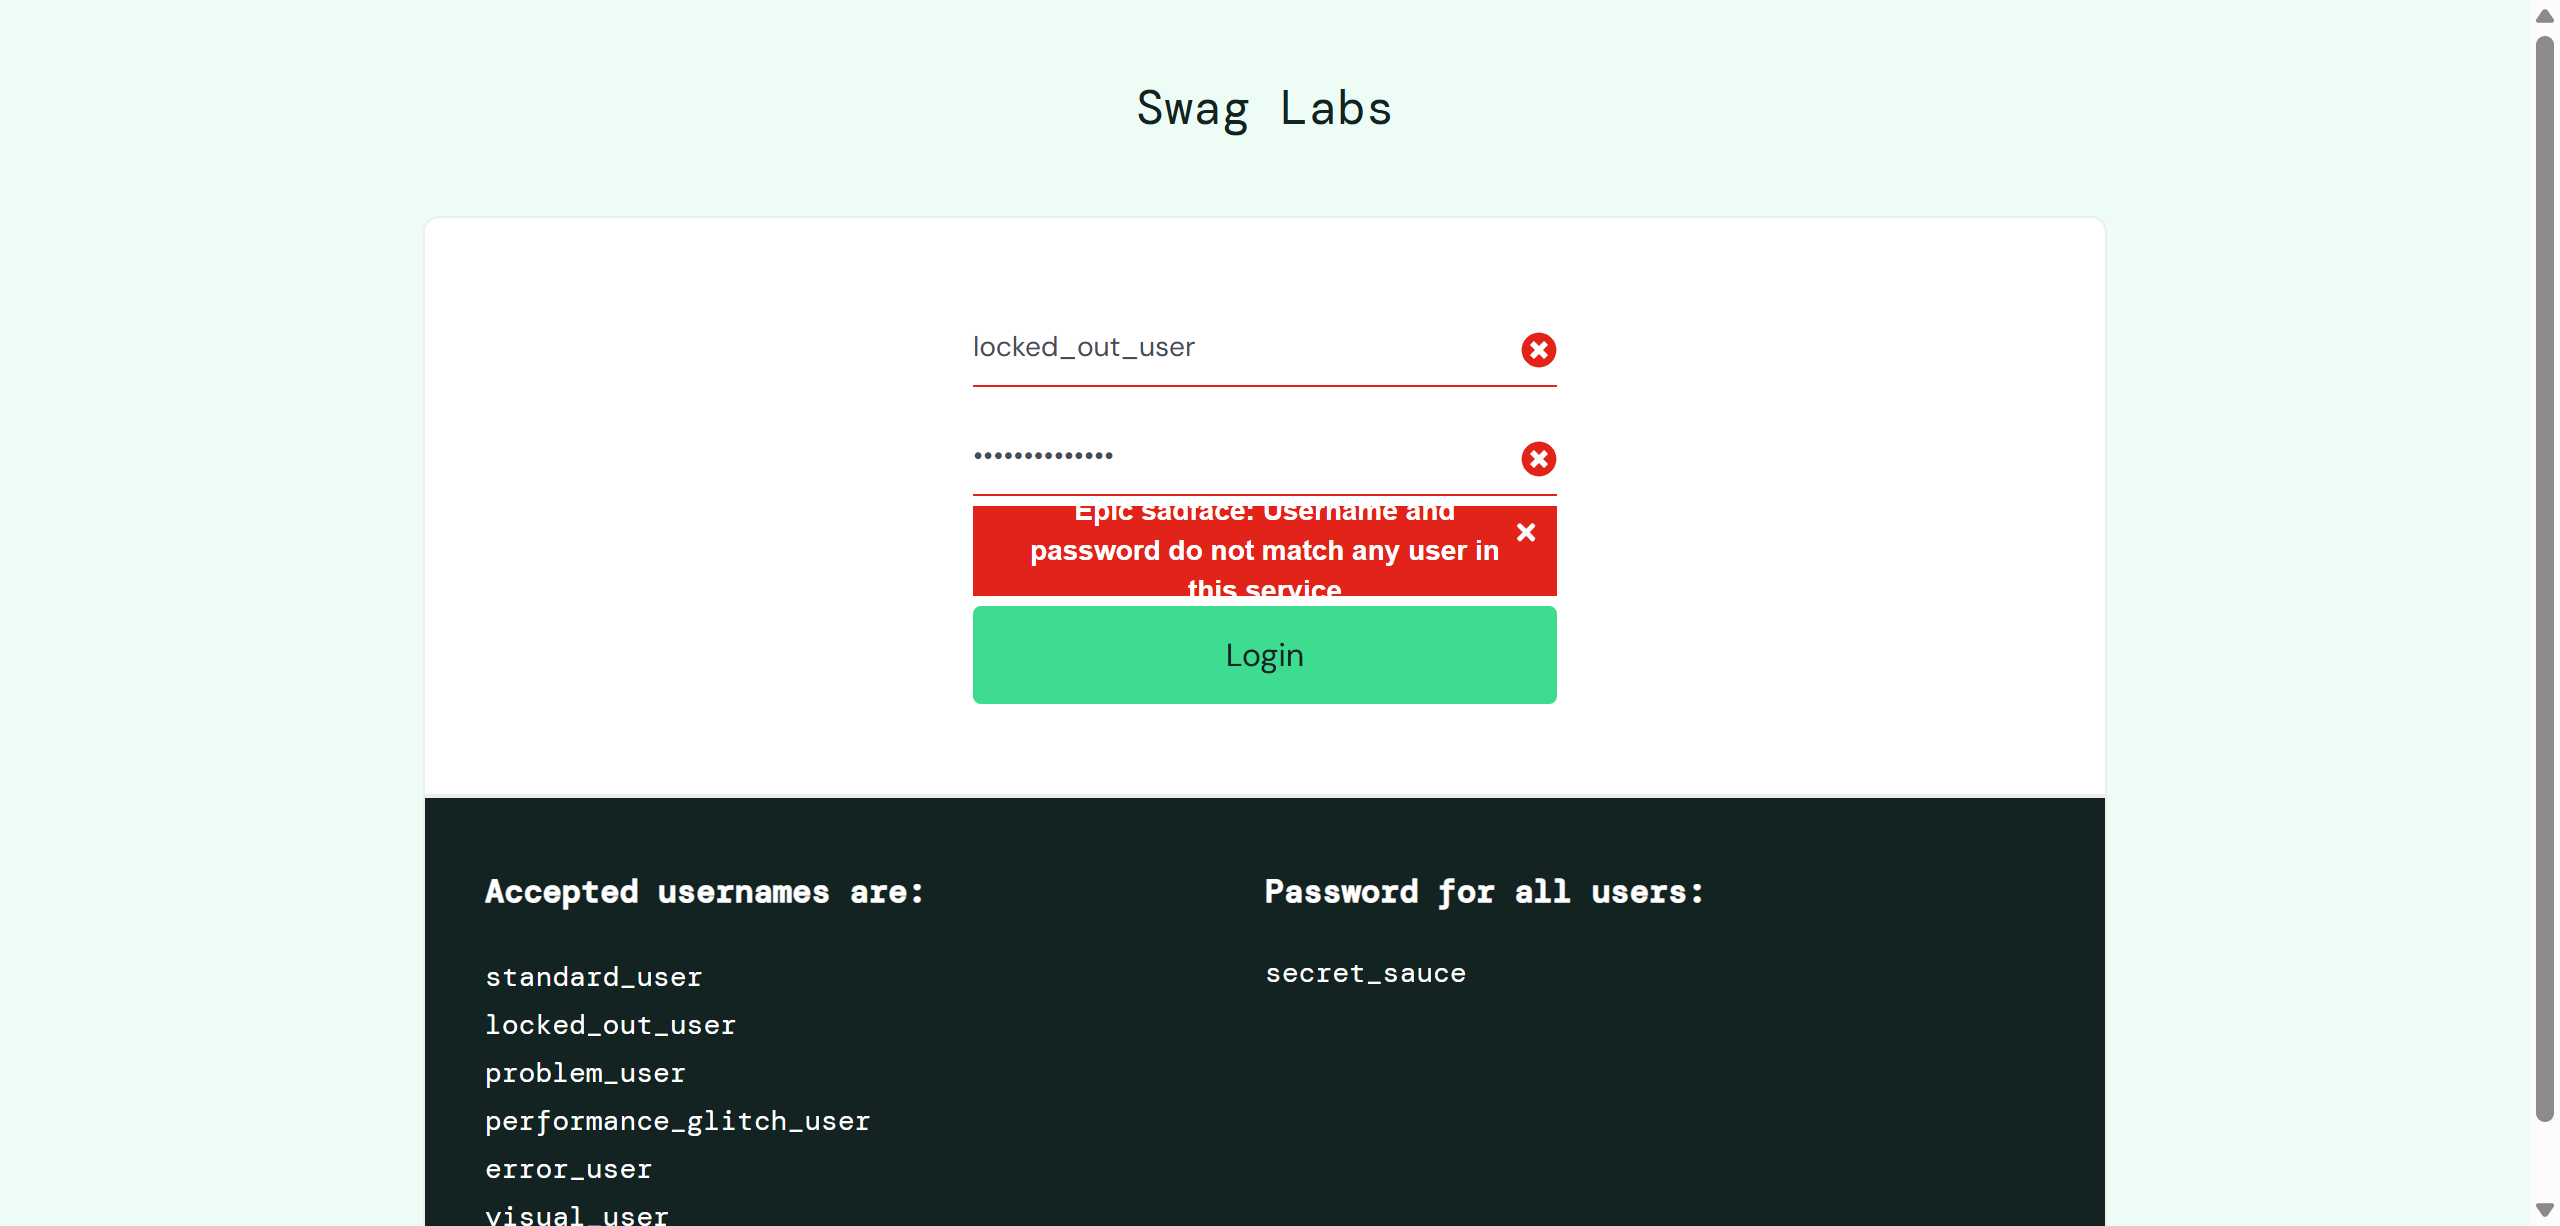 Swag Labs
locked_out_user
••••••••••••••
Epic sadface: Username and
password do not match any user in
this service
Login
Accepted usernames are:
standard_user
locked_out_user
problem_user
performance_glitch_user
error_user
visual_user
Password for all users:
secret_sauce